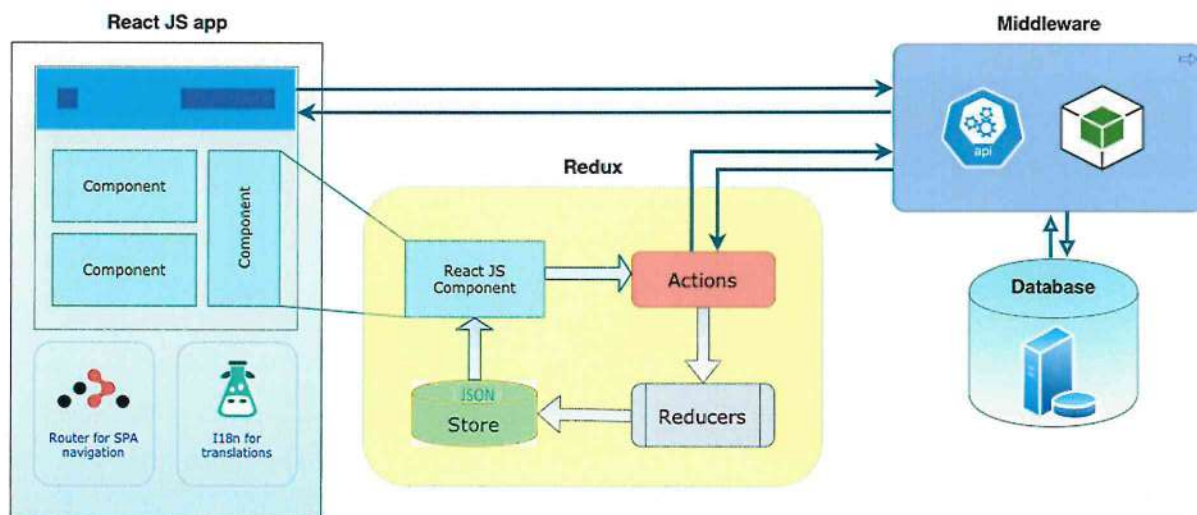 React JS app
Middleware
api
Redux
Component
Component
Component
React JS
Component
Actions
Database
JSON
Store
Reducers
Router for SPA
navigation
I18n for
translations